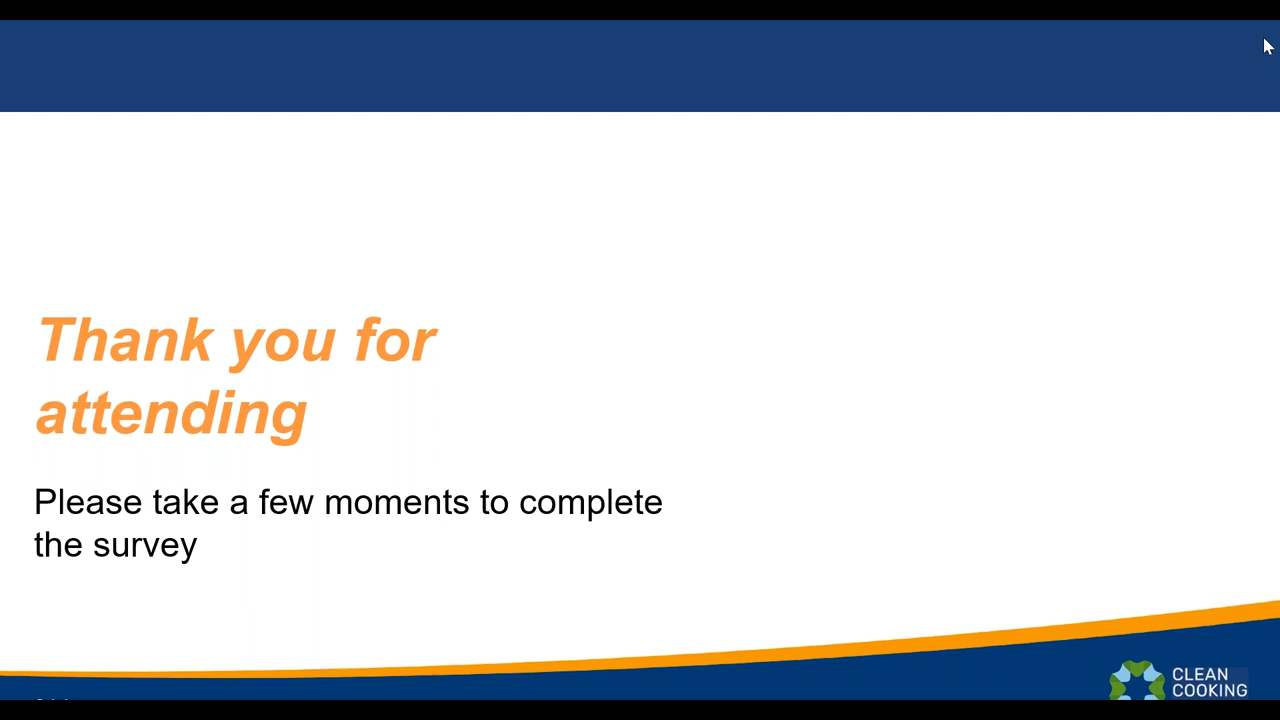 Thank you for
attending
Please take a few moments to complete
the survey
CLEAN
COOKING